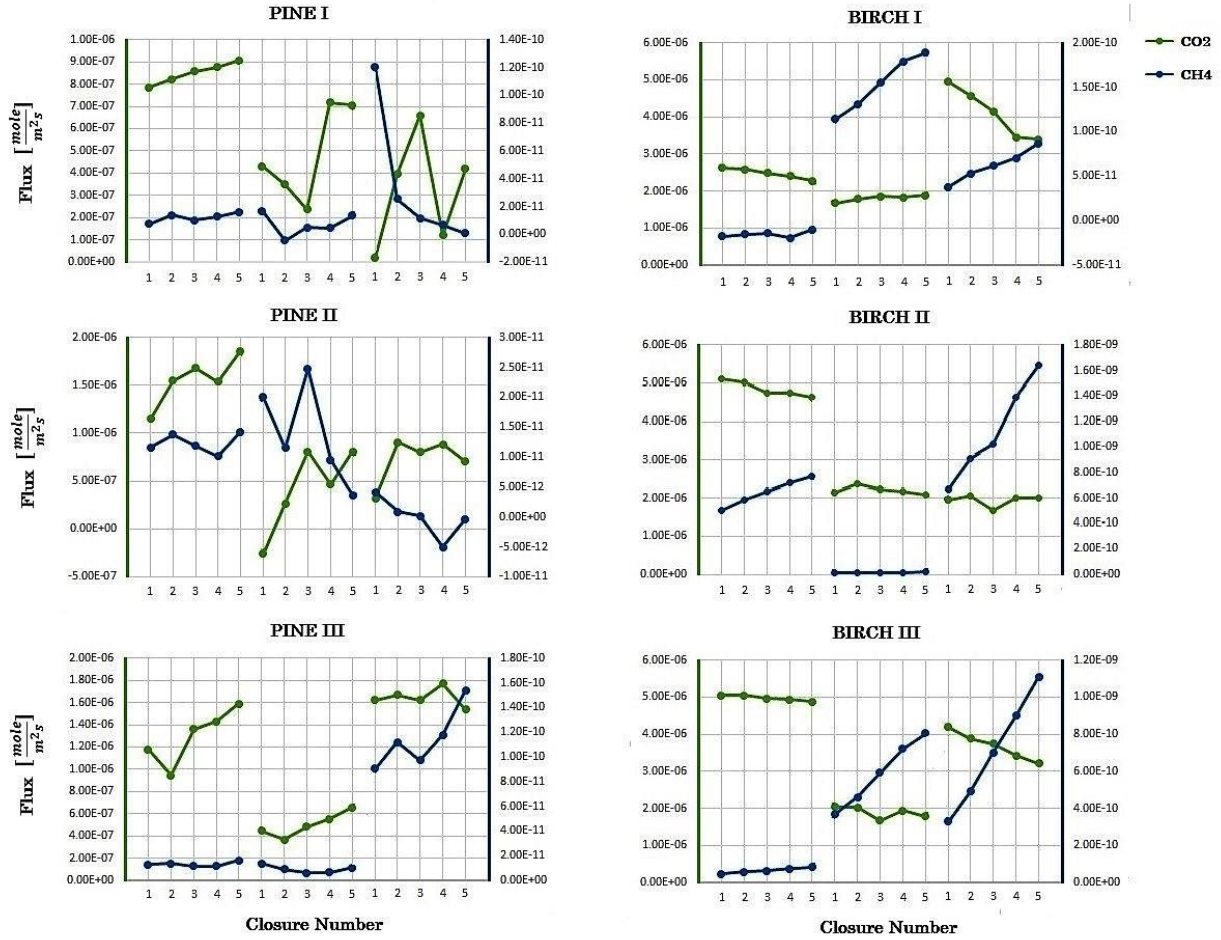 PINE I
1.00E-06
9.00E-07
8.00E-07
7.00E-07
6.00E-07
5.00E-07
4.00E-07
3.00E-07
2.00E-07
1.00E-07
0.00E+00
Flux [mole/m²s]
1.40E-10
1.20E-10
1.00E-10
8.00E-11
6.00E-11
4.00E-11
2.00E-11
0.00E+00
-2.00E-11
1 2 3 4 5 1 2 3 4 5 1 2 3 4 5
BIRCH I
6.00E-06
5.00E-06
4.00E-06
3.00E-06
2.00E-06
1.00E-06
0.00E+00
2.00E-10
1.50E-10
1.00E-10
5.00E-11
0.00E+00
-5.00E-11
1 2 3 4 5 1 2 3 4 5 1 2 3 4 5
CO2
CH4
PINE II
2.00E-06
1.50E-06
1.00E-06
5.00E-07
0.00E+00
-5.00E-07
Flux [mole/m²s]
3.00E-11
2.50E-11
2.00E-11
1.50E-11
1.00E-11
5.00E-12
0.00E+00
-5.00E-12
-1.00E-11
1 2 3 4 5 1 2 3 4 5 1 2 3 4 5
BIRCH II
6.00E-06
5.00E-06
4.00E-06
3.00E-06
2.00E-06
1.00E-06
0.00E+00
1.80E-09
1.60E-09
1.40E-09
1.20E-09
1.00E-09
8.00E-10
6.00E-10
4.00E-10
2.00E-10
0.00E+00
1 2 3 4 5 1 2 3 4 5 1 2 3 4 5
PINE III
2.00E-06
1.80E-06
1.60E-06
1.40E-06
1.20E-06
1.00E-06
8.00E-07
6.00E-07
4.00E-07
2.00E-07
0.00E+00
Flux [mole/m²s]
1.80E-10
1.60E-10
1.40E-10
1.20E-10
1.00E-10
8.00E-11
6.00E-11
4.00E-11
2.00E-11
0.00E+00
1 2 3 4 5 1 2 3 4 5 1 2 3 4 5
Closure Number
BIRCH III
6.00E-06
5.00E-06
4.00E-06
3.00E-06
2.00E-06
1.00E-06
0.00E+00
1.20E-09
1.00E-09
8.00E-10
6.00E-10
4.00E-10
2.00E-10
0.00E+00
1 2 3 4 5 1 2 3 4 5 1 2 3 4 5
Closure Number